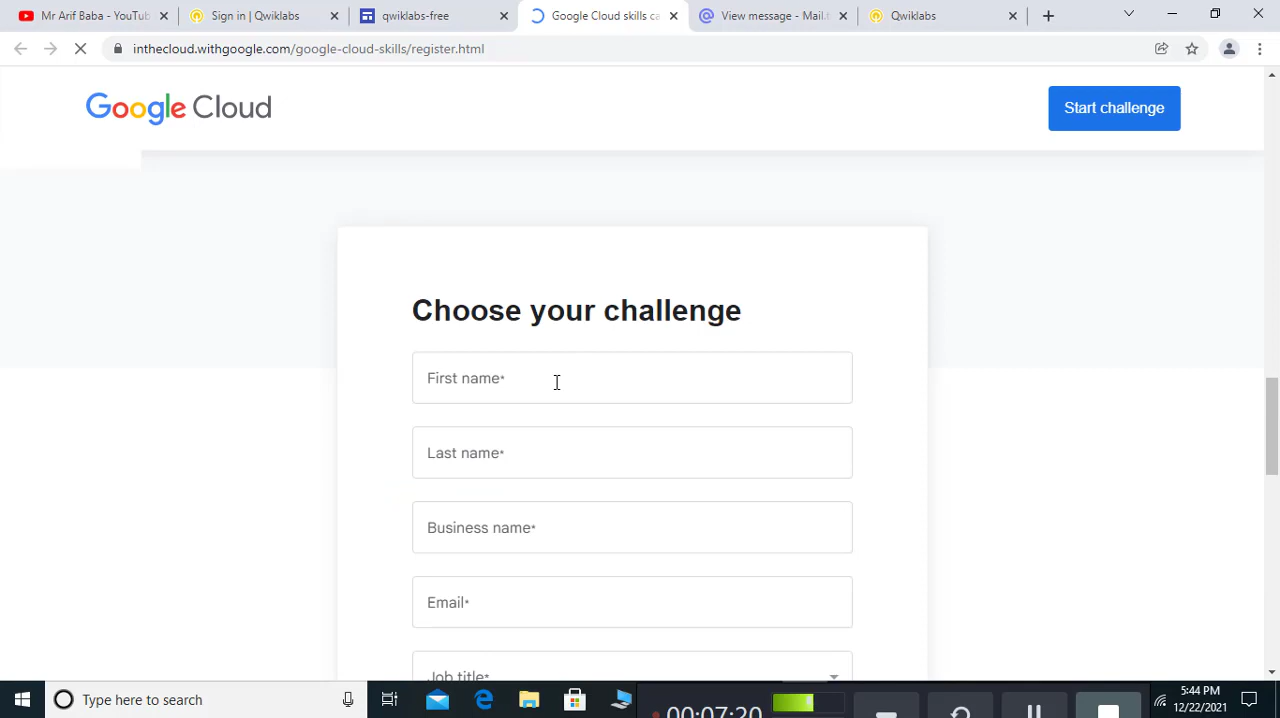 Mr Arif Baba - YouTub
Sign in | Qwiklabs
qwiklabs-free
Google Cloud skills ca
View message - Mail.t
Qwiklabs
inthecloud.withgoogle.com/google-cloud-skills/register.html
Google Cloud
Start challenge
Choose your challenge
First name*
Last name*
Business name*
Email*
Job title*
Type here to search
00:07:20
5:44 PM
12/22/2021